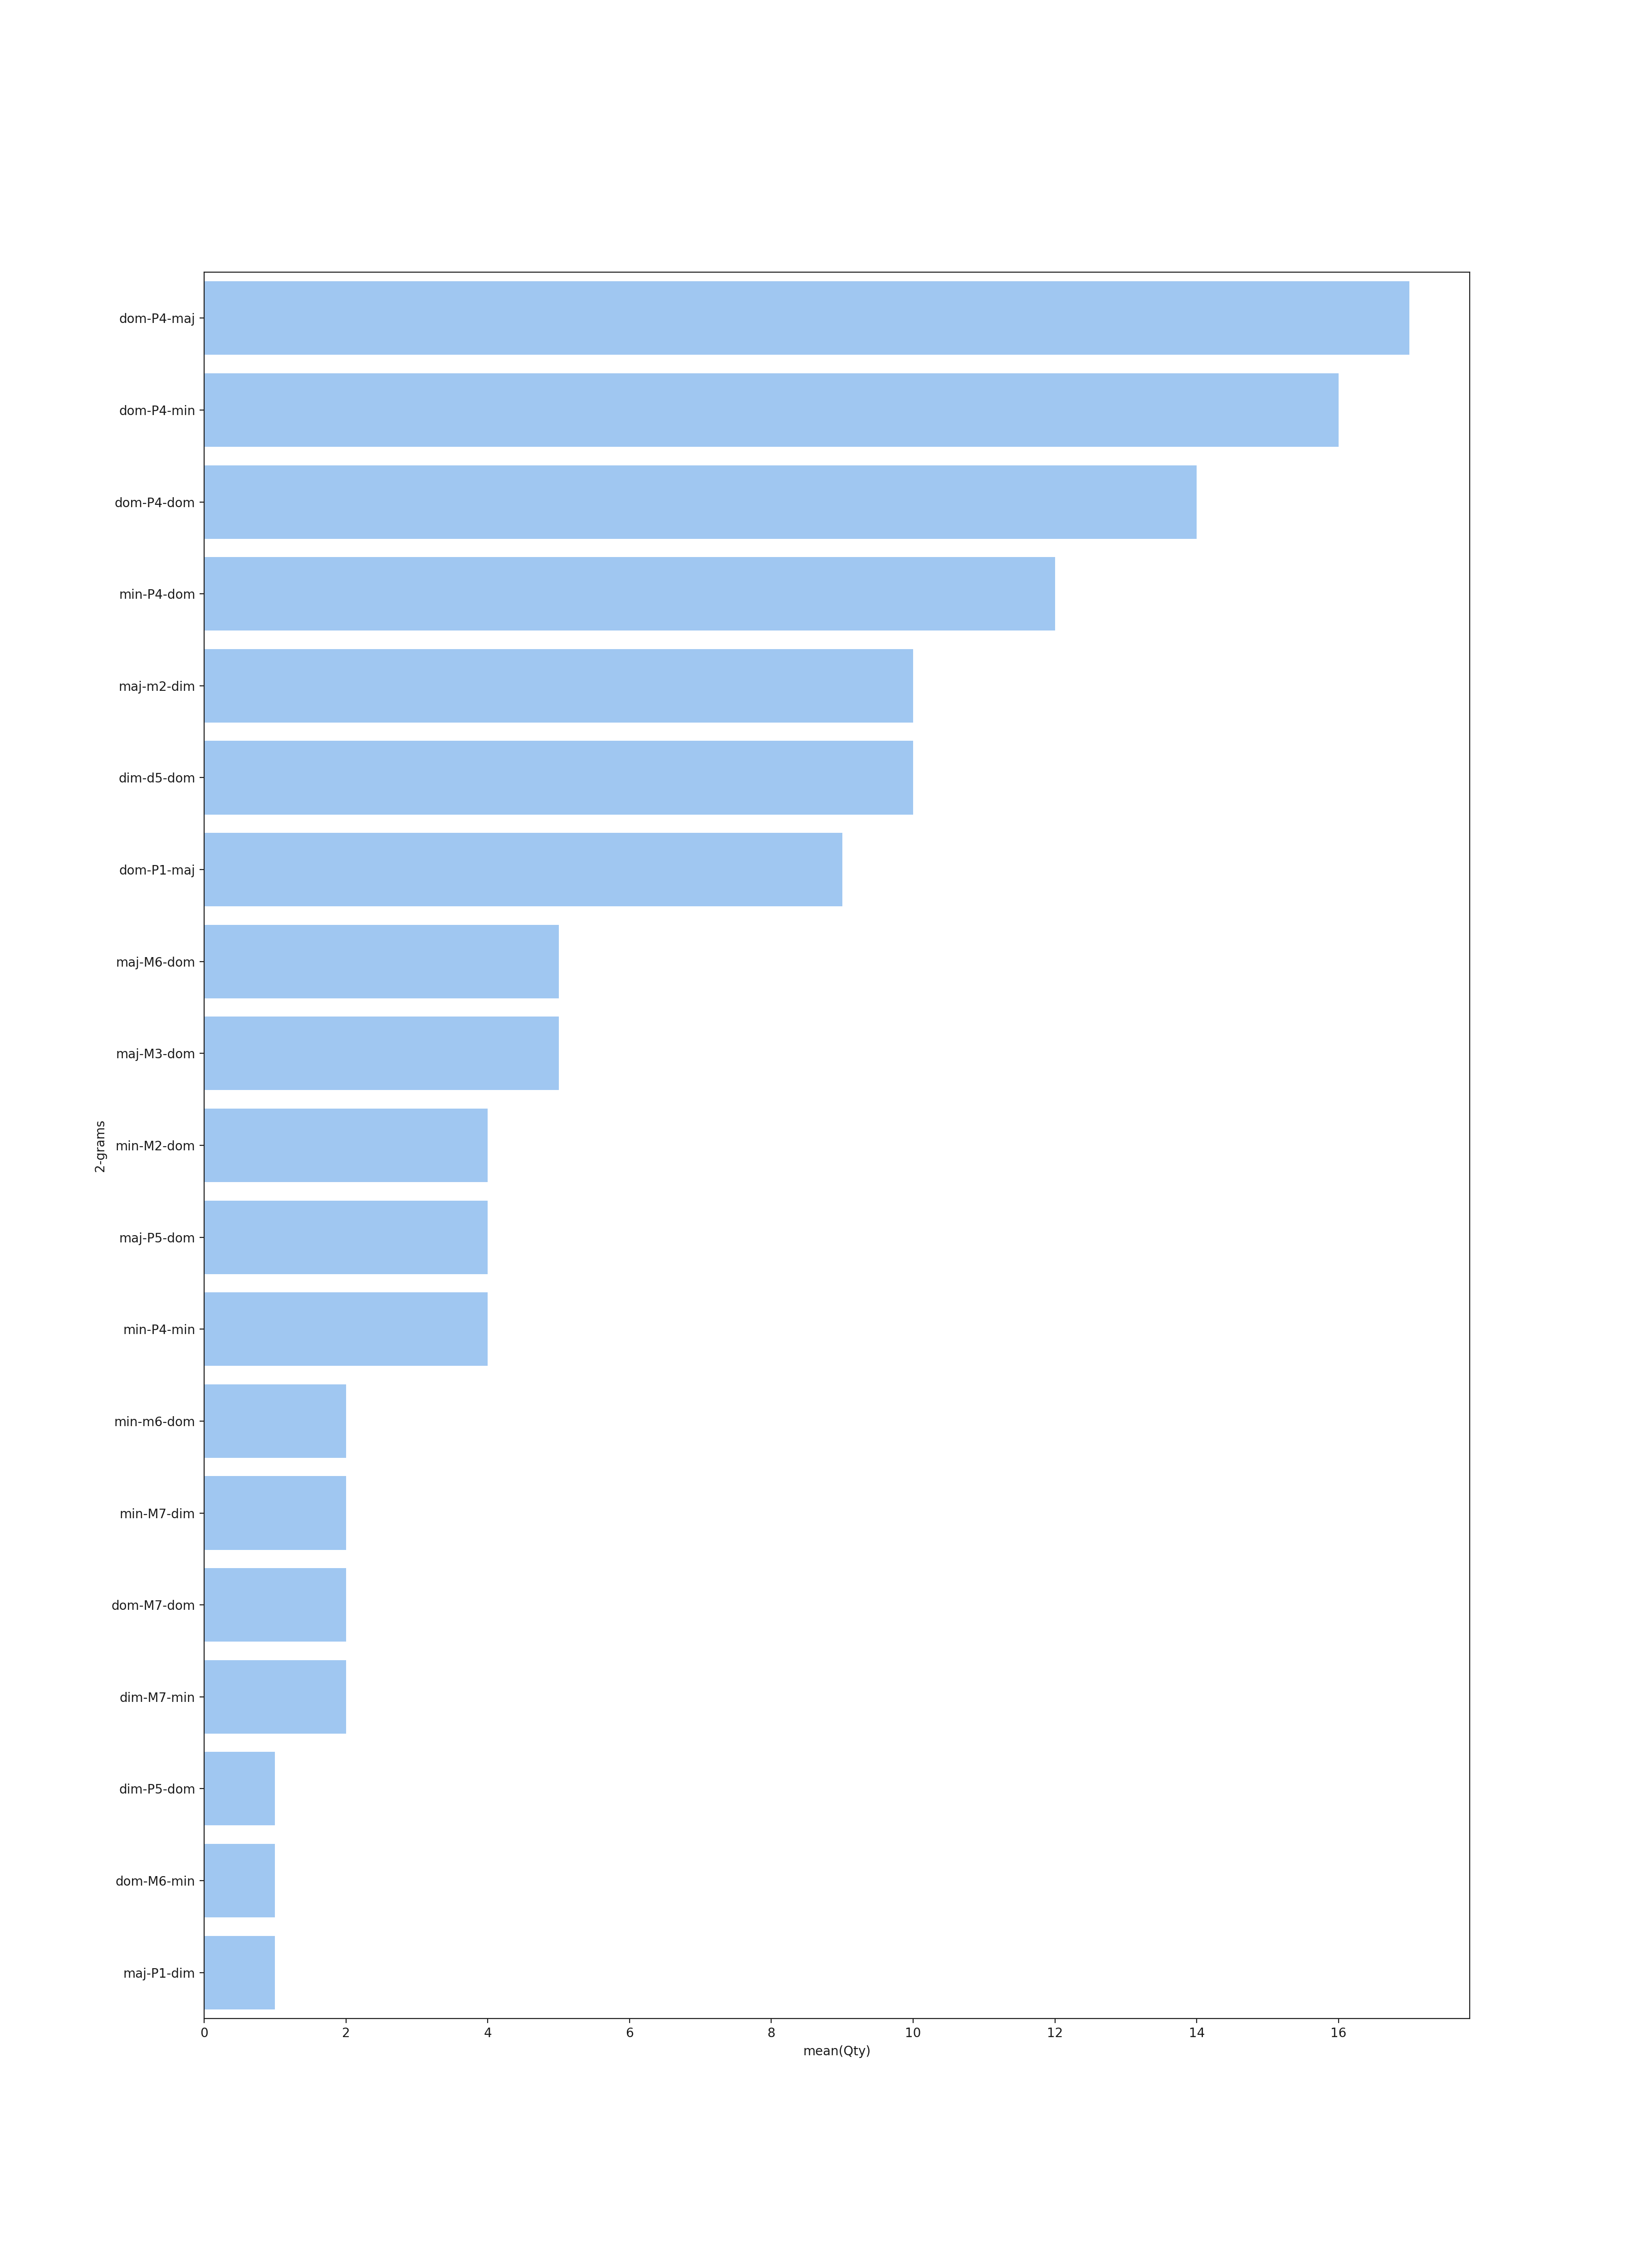 dom-P4-maj
dom-P4-min
dom-P4-dom
min-P4-dom
maj-m2-dim
dim-d5-dom
dom-P1-maj
maj-M6-dom
maj-M3-dom
2-grams
min-M2-dom
maj-P5-dom
min-P4-min
min-m6-dom
min-M7-dim
dom-M7-dom
dim-M7-min
dim-P5-dom
dom-M6-min
maj-P1-dim
0 2 4 6 8 10 12 14 16
mean(Qty)